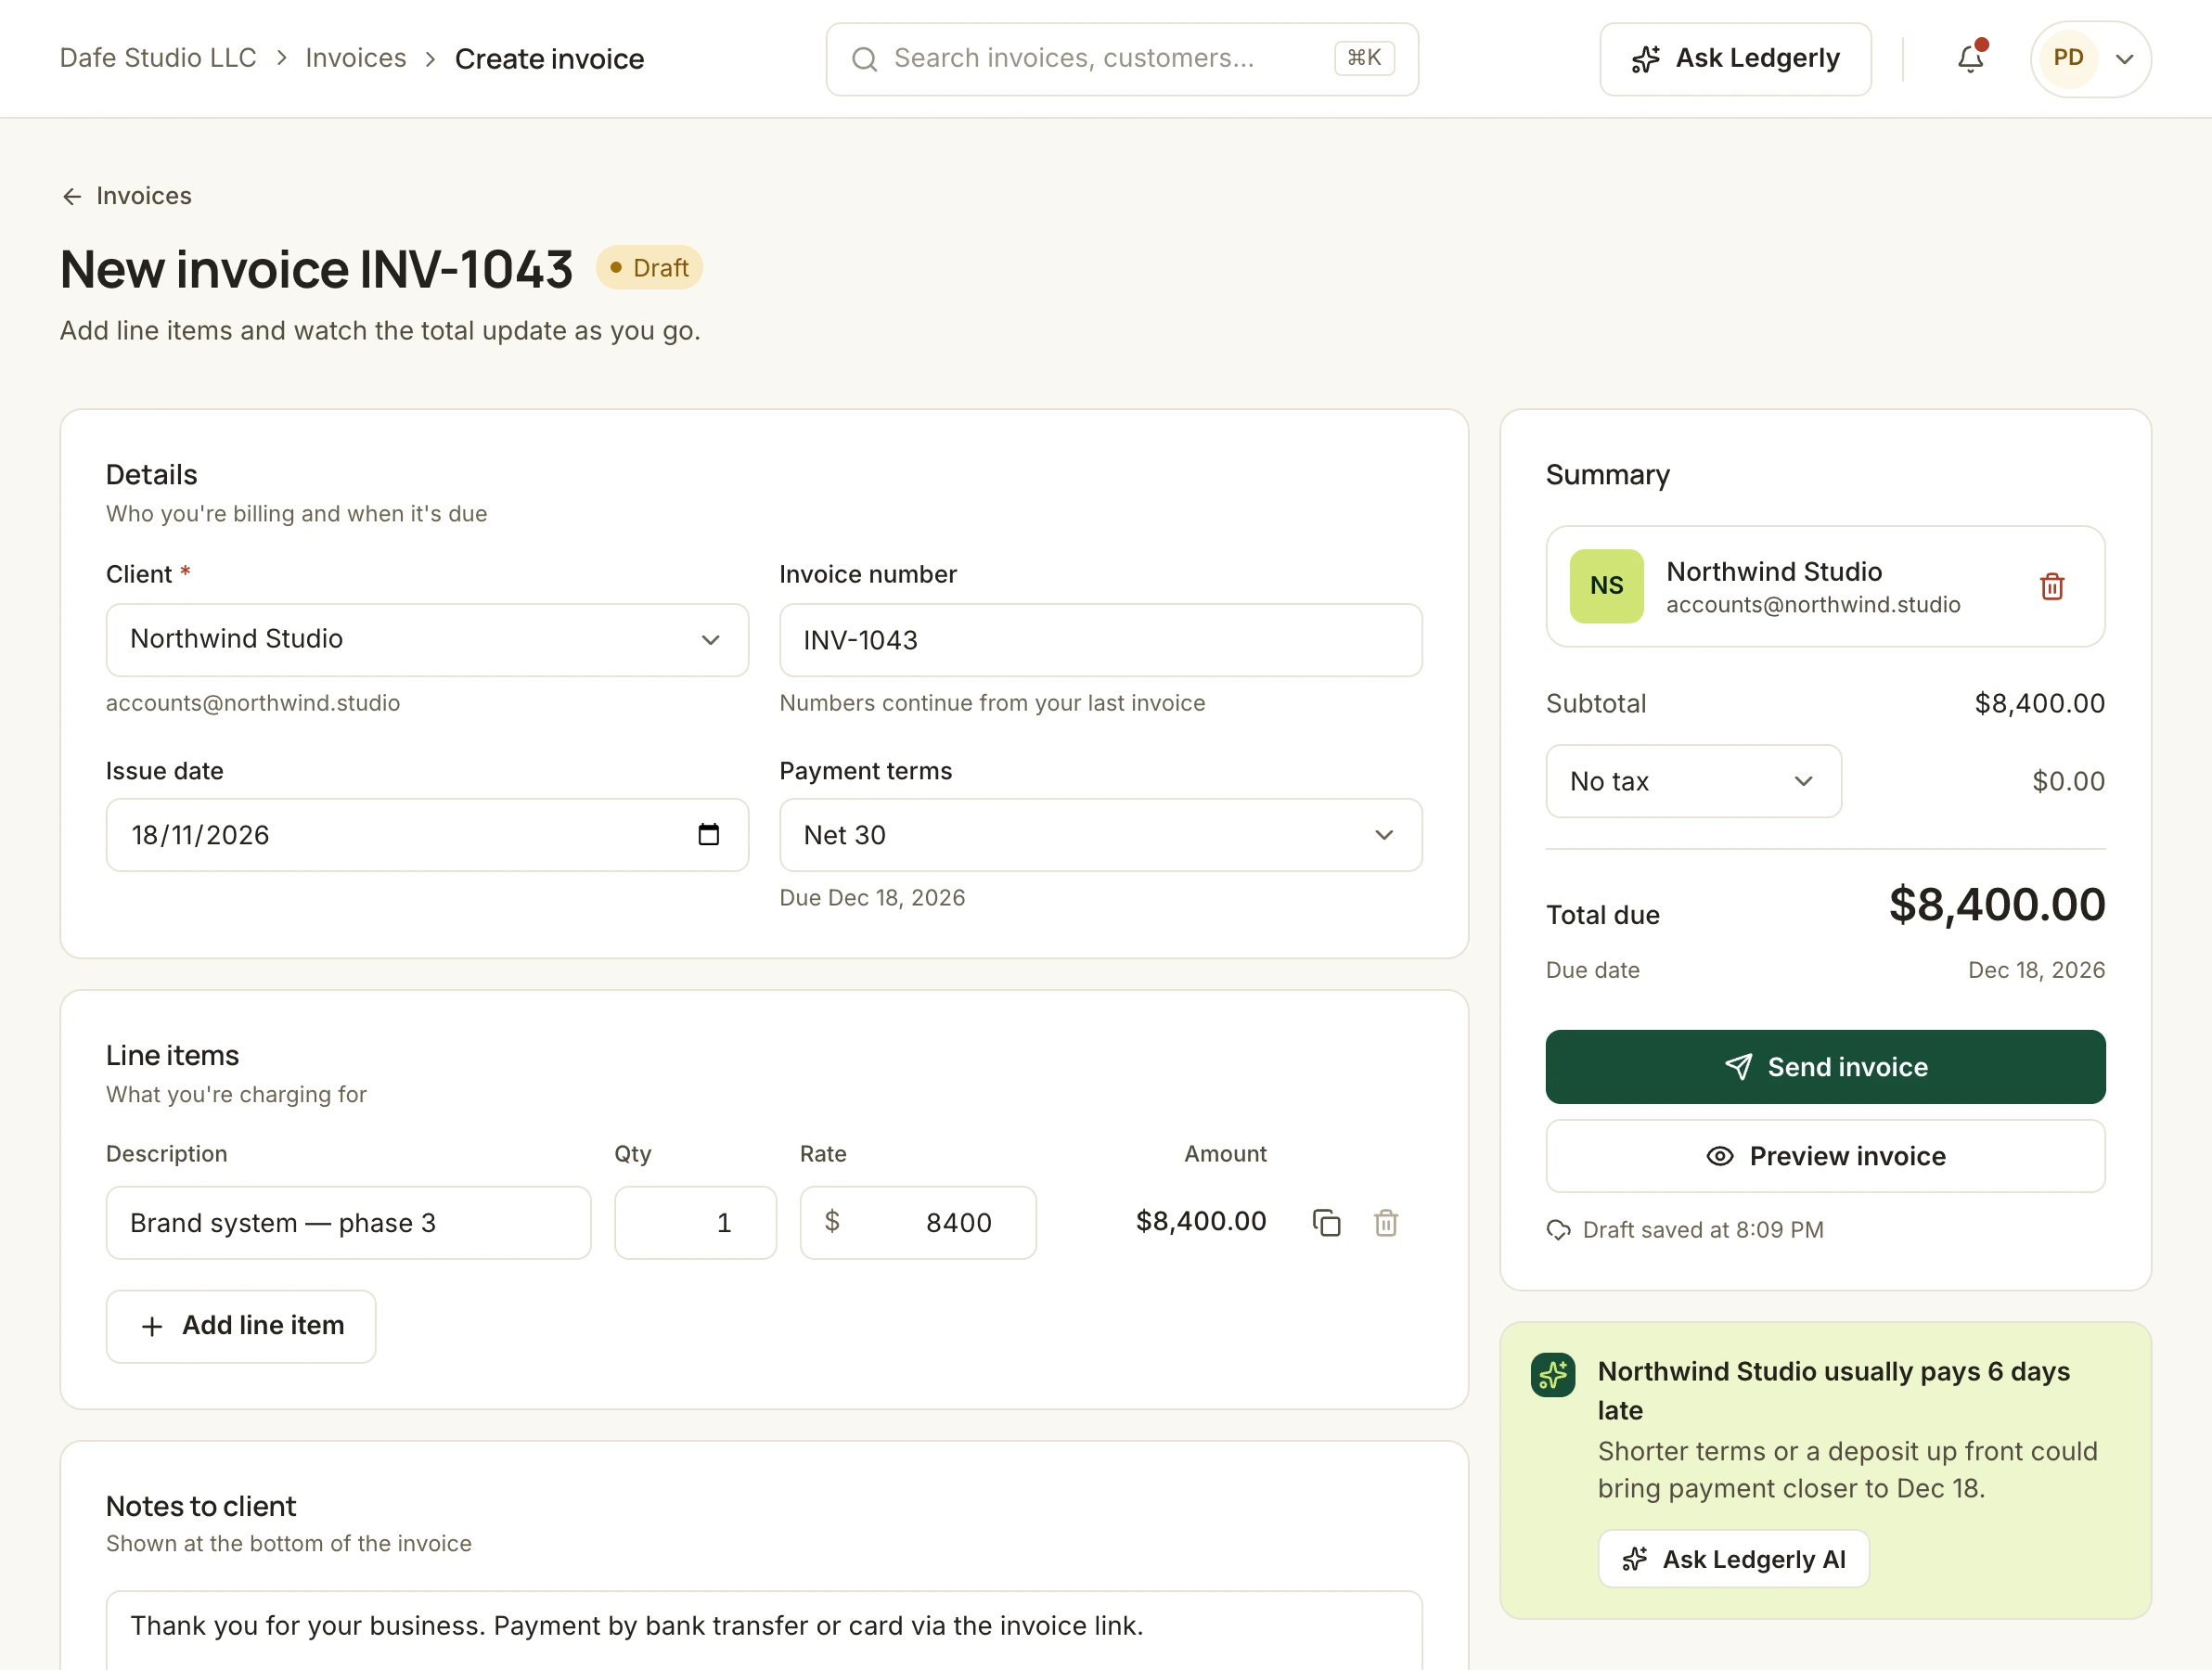 Dafe Studio LLC > Invoices > Create invoice
Search invoices, customers... ⌘K
Ask Ledgerly
PD
← Invoices
New invoice INV-1043
Draft
Add line items and watch the total update as you go.
Details
Who you're billing and when it's due
Client *
Northwind Studio
accounts@northwind.studio
Invoice number
INV-1043
Numbers continue from your last invoice
Issue date
18/11/2026
Payment terms
Net 30
Due Dec 18, 2026
Line items
What you're charging for
Description Qty Rate Amount
Brand system — phase 3 1 $ 8400 $8,400.00
+ Add line item
Notes to client
Shown at the bottom of the invoice
Thank you for your business. Payment by bank transfer or card via the invoice link.
Summary
NS
Northwind Studio
accounts@northwind.studio
Subtotal $8,400.00
No tax $0.00
Total due $8,400.00
Due date Dec 18, 2026
Send invoice
Preview invoice
Draft saved at 8:09 PM
Northwind Studio usually pays 6 days
late
Shorter terms or a deposit up front could
bring payment closer to Dec 18.
Ask Ledgerly AI